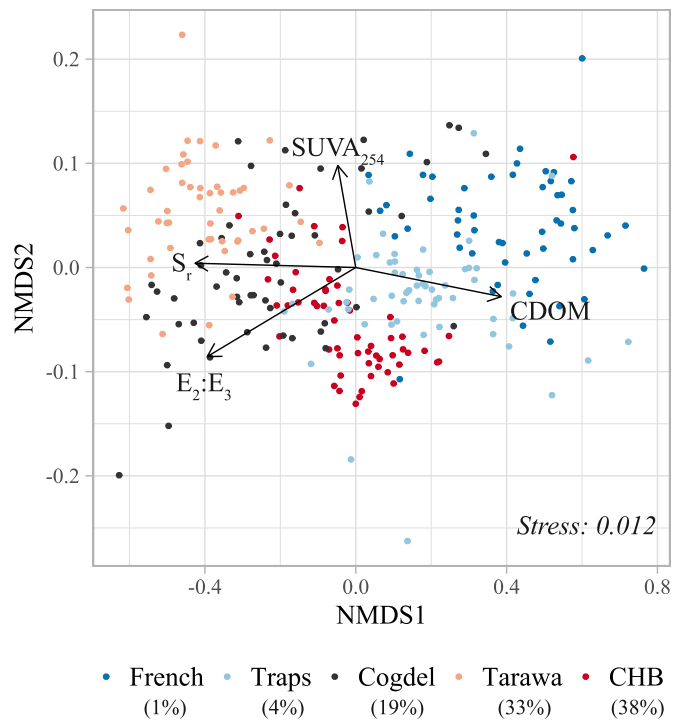 0.2
0.1
0.0
-0.1
-0.2
NMDS2
SUVA254
Sr
CDOM
E2:E3
Stress: 0.012
-0.4 0.0 0.4 0.8
NMDS1
French Traps Cogdel Tarawa CHB
(1%) (4%) (19%) (33%) (38%)